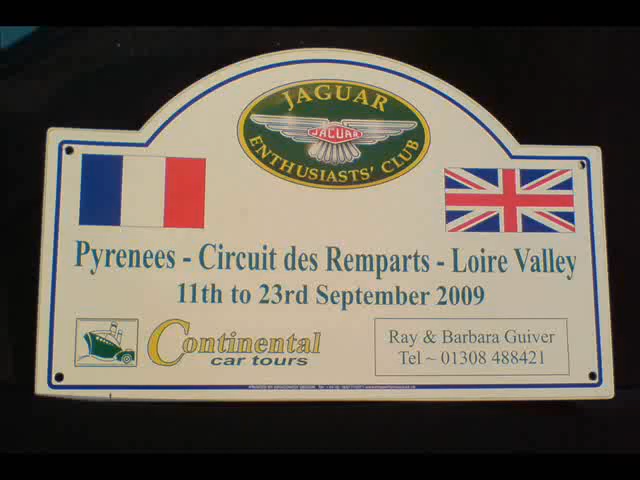 JAGUAR
JAGUAR
ENTHUSIASTS' CLUB
Pyrenees - Circuit des Remparts - Loire Valley
11th to 23rd September 2009
Continental
car tours
Ray & Barbara Guiver
Tel ~ 01308 488421